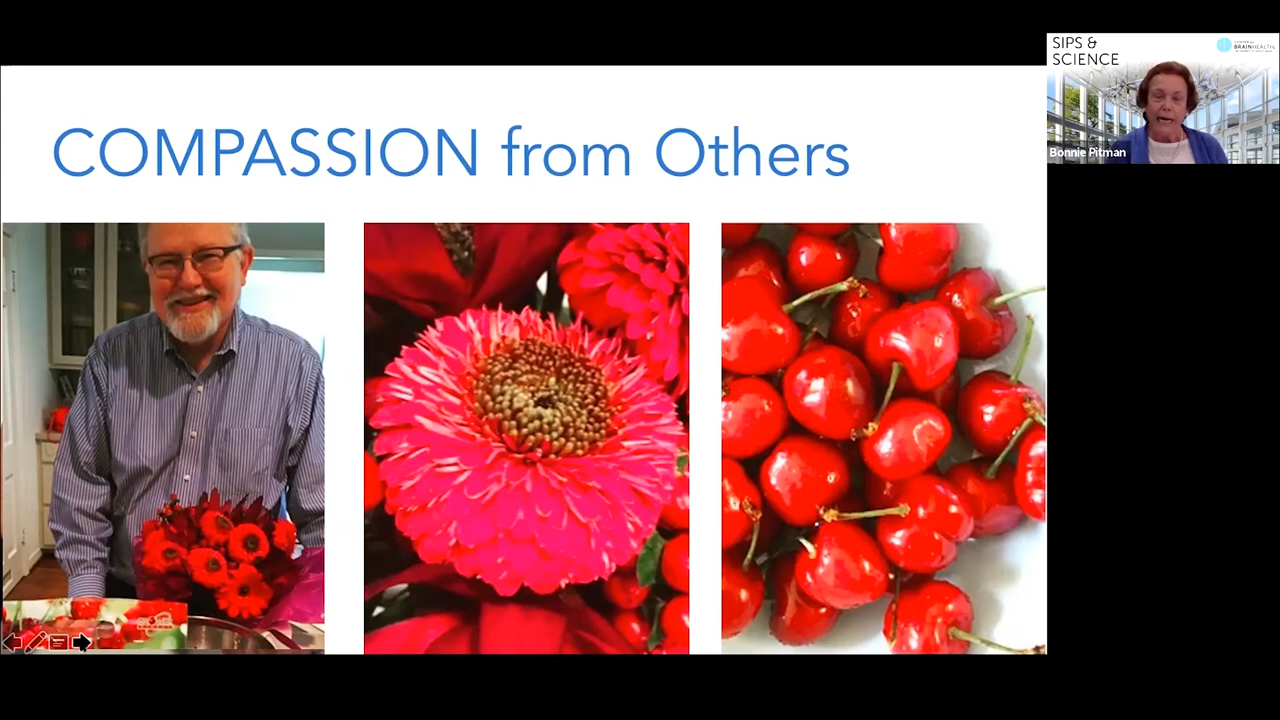 COMPASSION from Others
SIPS &
SCIENCE
CENTER for
BRAINHEALTH
Bonnie Pitman